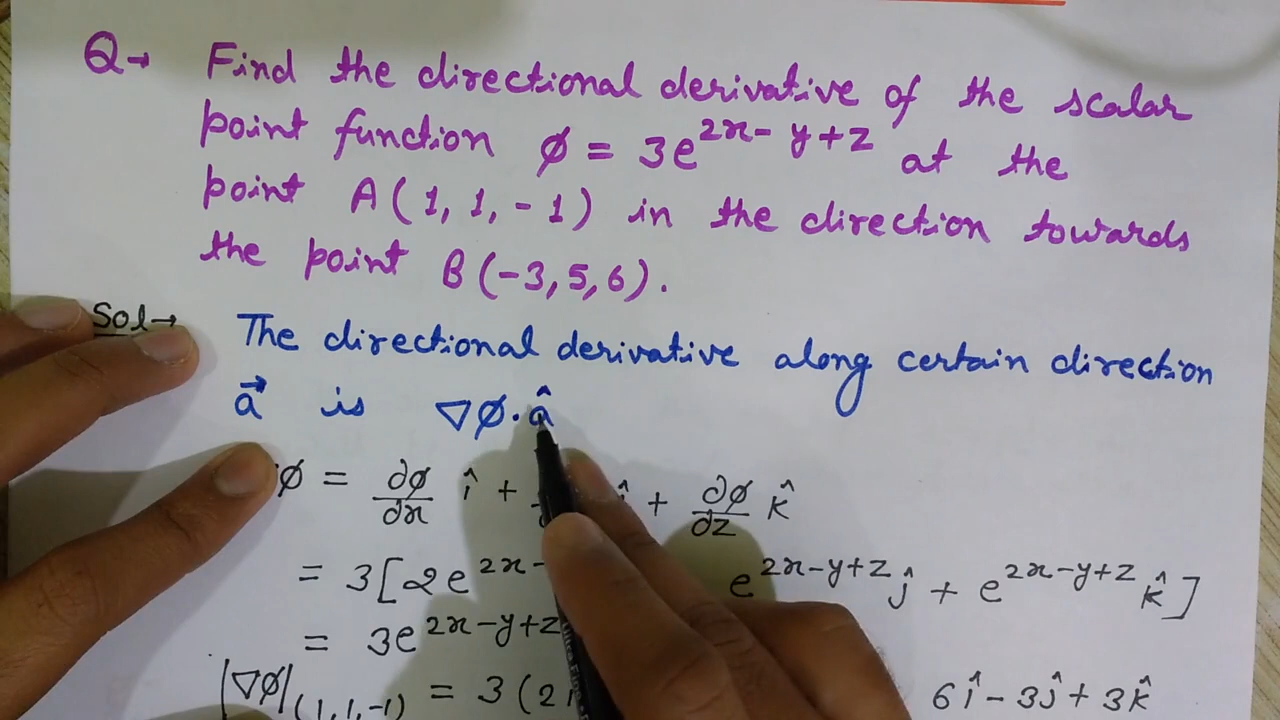 Q→ Find the directional derivative of the scalar
point function ϕ = 3e^{2x-y+z} at the
point A(1,1,-1) in the direction towards
the point B(-3,5,6).
Sol→ The directional derivative along certain direction
a⃗ is ∇ϕ·â
ϕ = ∂ϕ/∂x î + + ∂ϕ/∂z k̂
= 3[2e^{2x- e^{2x-y+z} ĵ + e^{2x-y+z} k̂]
= 3e^{2x-y+z
|∇ϕ|_{(1,1,-1)} = 3(2 6î - 3ĵ + 3k̂